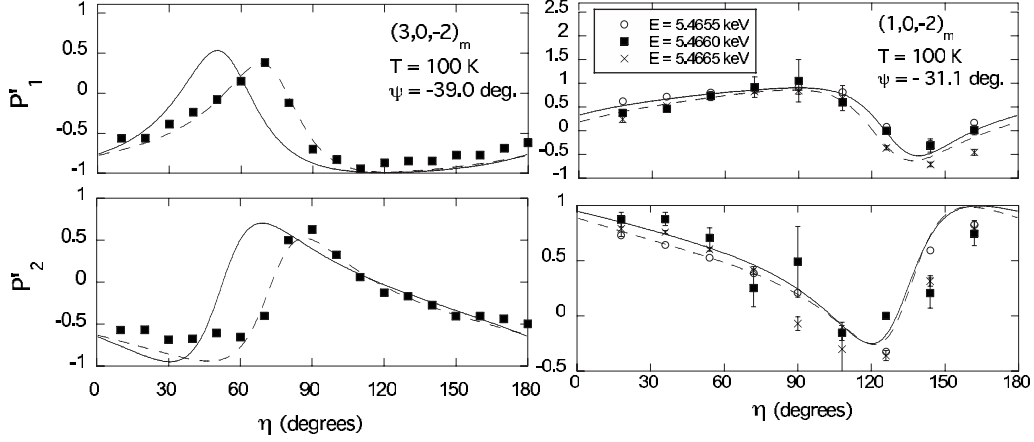 P'1
1
0.5
0
-0.5
-1
(3,0,-2)m
T = 100 K
ψ = -39.0 deg.
P'2
1
0.5
0
-0.5
-1
0 30 60 90 120 150 180
η (degrees)
2.5
2
1.5
1
0.5
0
-0.5
-1
E = 5.4655 keV
E = 5.4660 keV
E = 5.4665 keV
(1,0,-2)m
T = 100 K
ψ = - 31.1 deg.
1
0.5
0
-0.5
0 30 60 90 120 150 180
η (degrees)